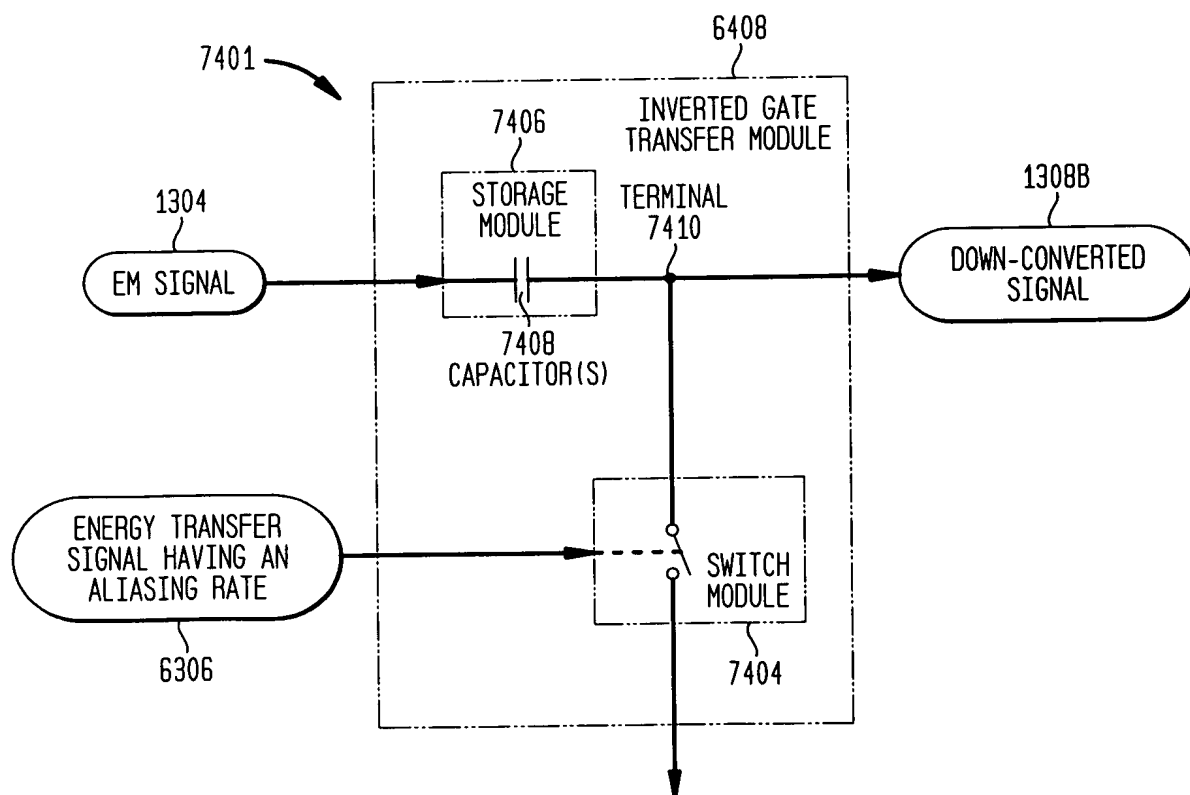 6408
7401
INVERTED GATE
TRANSFER MODULE
7406
STORAGE
MODULE
TERMINAL
7410
1304
EM SIGNAL
1308B
DOWN-CONVERTED
SIGNAL
7408
CAPACITOR(S)
ENERGY TRANSFER
SIGNAL HAVING AN
ALIASING RATE
6306
SWITCH
MODULE
7404